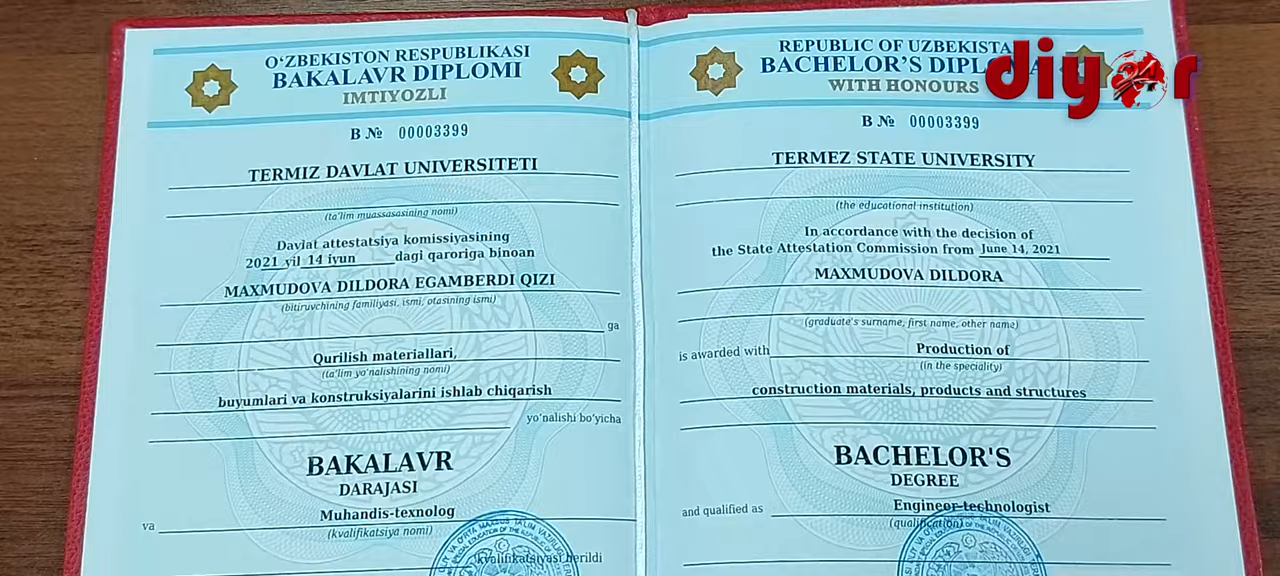 O‘ZBEKISTON RESPUBLIKASI
BAKALAVR DIPLOMI
IMTIYOZLI
B № 00003399
TERMIZ DAVLAT UNIVERSITETI
(ta'lim muassasasining nomi)
Davlat attestatsiya komissiyasining
2021 yil 14 iyun dagi qaroriga binoan
MAXMUDOVA DILDORA EGAMBERDI QIZI
(bitiruvchining familiyasi, ismi, otasining ismi)
ga
Qurilish materiallari,
(ta'lim yo'nalishining nomi)
buyumlari va konstruksiyalarini ishlab chiqarish
yo'nalishi bo'yicha
BAKALAVR
DARAJASI
va Muhandis-texnolog
(kvalifikatsiya nomi)
kvalifikatsiyasi berildi
REPUBLIC OF UZBEKISTA
BACHELOR’S DIPLOMA
WITH HONOURS
diyor
24
B № 00003399
TERMEZ STATE UNIVERSITY
(the educational institution)
In accordance with the decision of
the State Attestation Commission from June 14, 2021
MAXMUDOVA DILDORA
(graduate's surname, first name, other name)
is awarded with Production of
(in the speciality)
construction materials, products and structures
BACHELOR'S
DEGREE
and qualified as Engineer-technologist
(qualification)